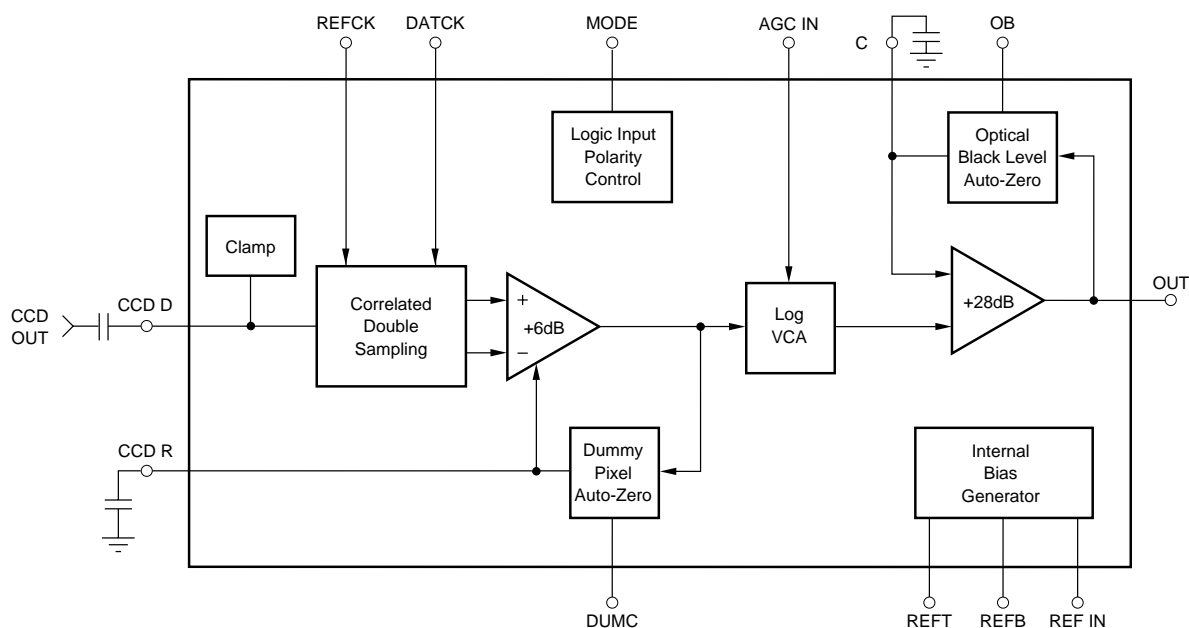 REFCK
DATCK
MODE
AGC IN
C
OB
Logic Input
Polarity
Control
Optical
Black Level
Auto-Zero
Clamp
CCD
OUT
CCD D
Correlated
Double
Sampling
+
+6dB
–
Log
VCA
+28dB
OUT
CCD R
Dummy
Pixel
Auto-Zero
Internal
Bias
Generator
DUMC
REFT
REFB
REF IN